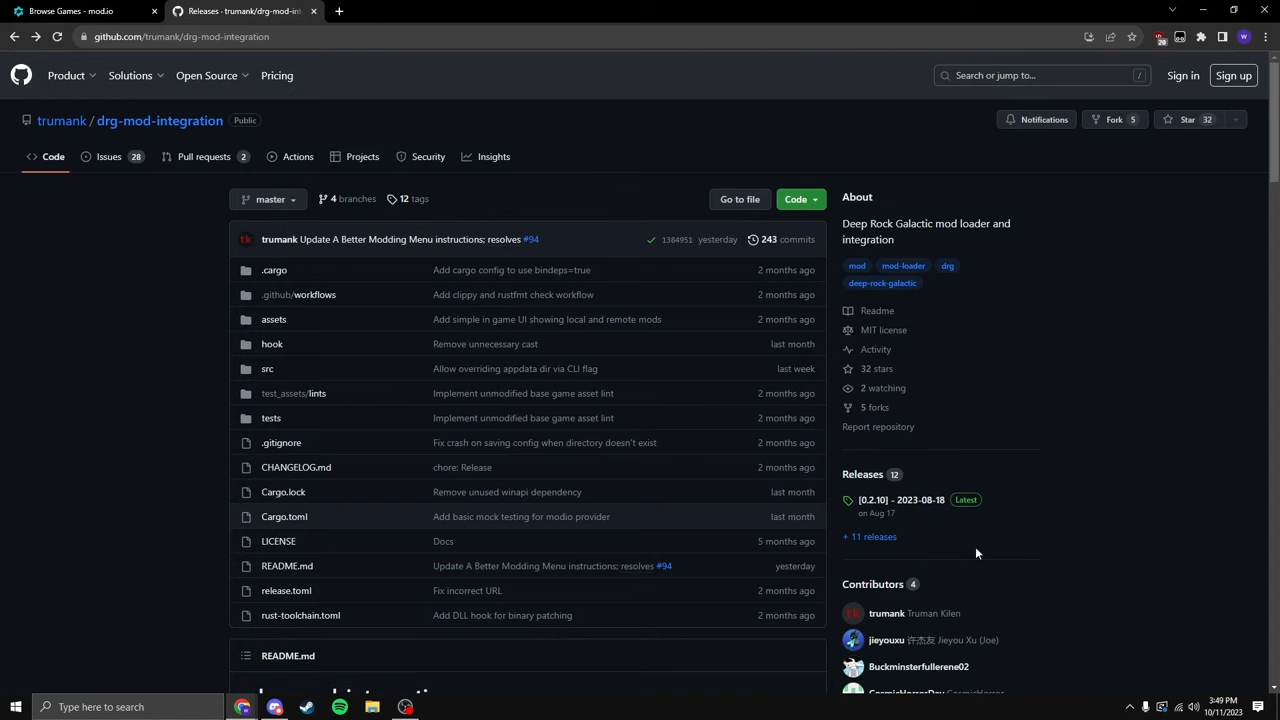 Browse Games - mod.io
Releases · trumank/drg-mod-int
github.com/trumank/drg-mod-integration
20
W
Product
Solutions
Open Source
Pricing
Search or jump to...
/
Sign in
Sign up
trumank / drg-mod-integration
Public
Notifications
Fork 5
Star 32
Code
Issues 28
Pull requests 2
Actions
Projects
Security
Insights
master
4 branches
12 tags
Go to file
Code
tk
trumank Update A Better Modding Menu instructions; resolves #94
1384951 yesterday
243 commits
.cargo Add cargo config to use bindeps=true 2 months ago
.github/workflows Add clippy and rustfmt check workflow 2 months ago
assets Add simple in game UI showing local and remote mods 2 months ago
hook Remove unnecessary cast last month
src Allow overriding appdata dir via CLI flag last week
test_assets/lints Implement unmodified base game asset lint 2 months ago
tests Implement unmodified base game asset lint 2 months ago
.gitignore Fix crash on saving config when directory doesn't exist 2 months ago
CHANGELOG.md chore: Release 2 months ago
Cargo.lock Remove unused winapi dependency last month
Cargo.toml Add basic mock testing for modio provider last month
LICENSE Docs 5 months ago
README.md Update A Better Modding Menu instructions; resolves #94 yesterday
release.toml Fix incorrect URL 2 months ago
rust-toolchain.toml Add DLL hook for binary patching 2 months ago
README.md
About
Deep Rock Galactic mod loader and
integration
mod mod-loader drg
deep-rock-galactic
Readme
MIT license
Activity
32 stars
2 watching
5 forks
Report repository
Releases 12
[0.2.10] - 2023-08-18 Latest
on Aug 17
+ 11 releases
Contributors 4
tk
trumank Truman Kilen
jieyouxu 许杰友 Jieyou Xu (Joe)
Buckminsterfullerene02
CosmicHorrorDev CosmicHorror
Type here to search
3:49 PM
10/11/2023